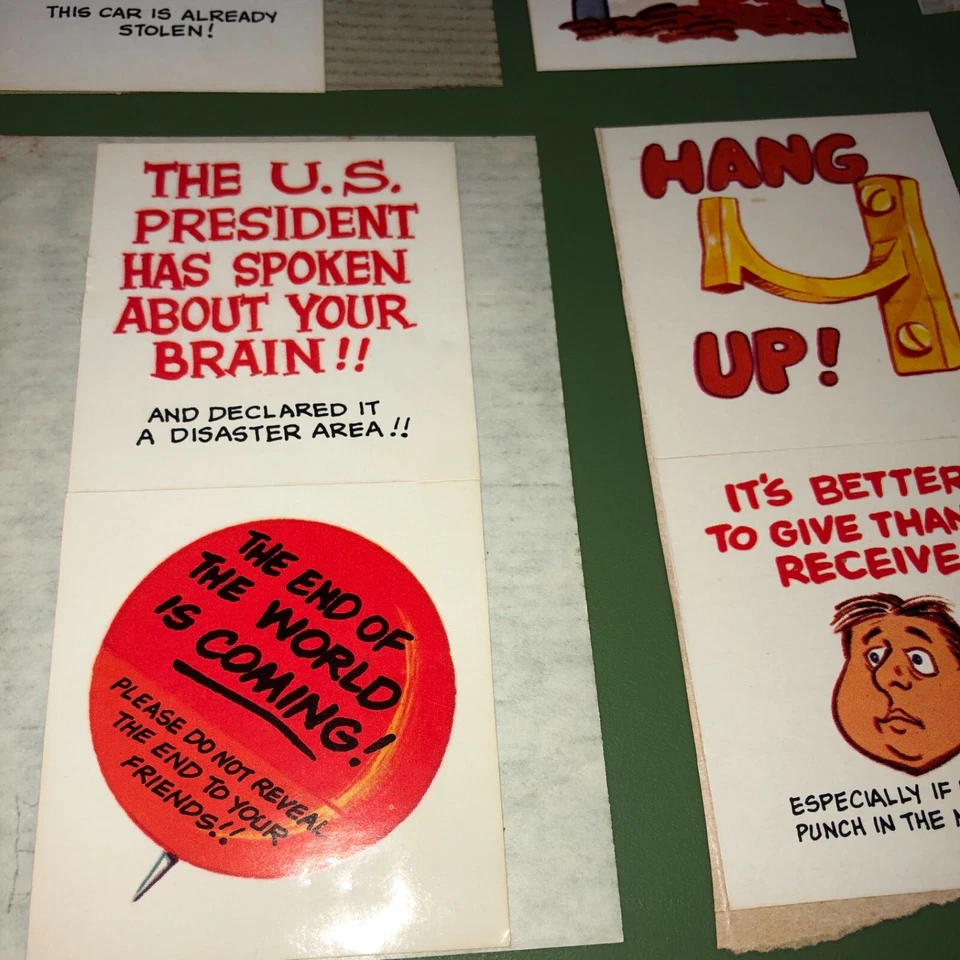 THIS CAR IS ALREADY
STOLEN!
THE U.S.
PRESIDENT
HAS SPOKEN
ABOUT YOUR
BRAIN!!
AND DECLARED IT
A DISASTER AREA!!
THE END OF
THE WORLD
IS COMING!
PLEASE DO NOT REVEAL
THE END TO YOUR
FRIENDS!!
HANG
UP!
IT'S BETTER
TO GIVE THAN
RECEIVE
ESPECIALLY IF
PUNCH IN THE